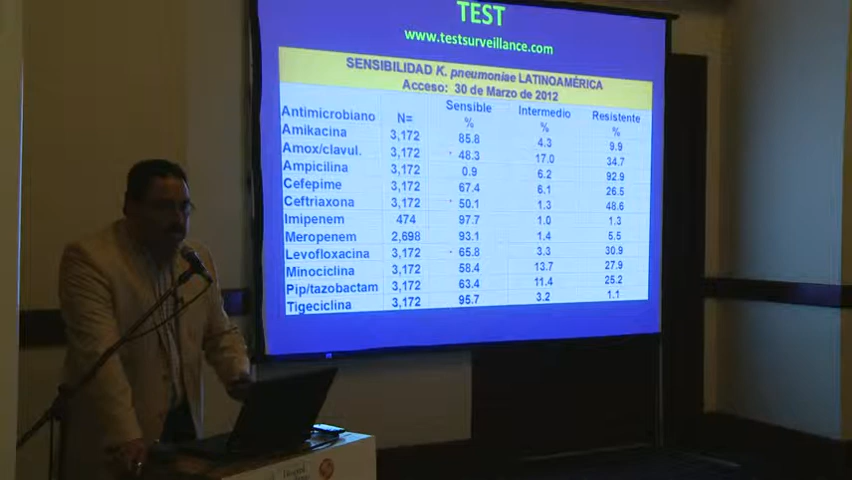 TEST
www.testsurveillance.com
SENSIBILIDAD K. pneumoniae LATINOAMÉRICA
Acceso: 30 de Marzo de 2012
Antimicrobiano N= Sensible % Intermedio % Resistente %
Amikacina 3,172 85.8 4.3 9.9
Amox/clavul. 3,172 48.3 17.0 34.7
Ampicilina 3,172 0.9 6.2 92.9
Cefepime 3,172 67.4 6.1 26.5
Ceftriaxona 3,172 50.1 1.3 48.6
Imipenem 474 97.7 1.0 1.3
Meropenem 2,698 93.1 1.4 5.5
Levofloxacina 3,172 65.8 3.3 30.9
Minociclina 3,172 58.4 13.7 27.9
Pip/tazobactam 3,172 63.4 11.4 25.2
Tigeciclina 3,172 95.7 3.2 1.1